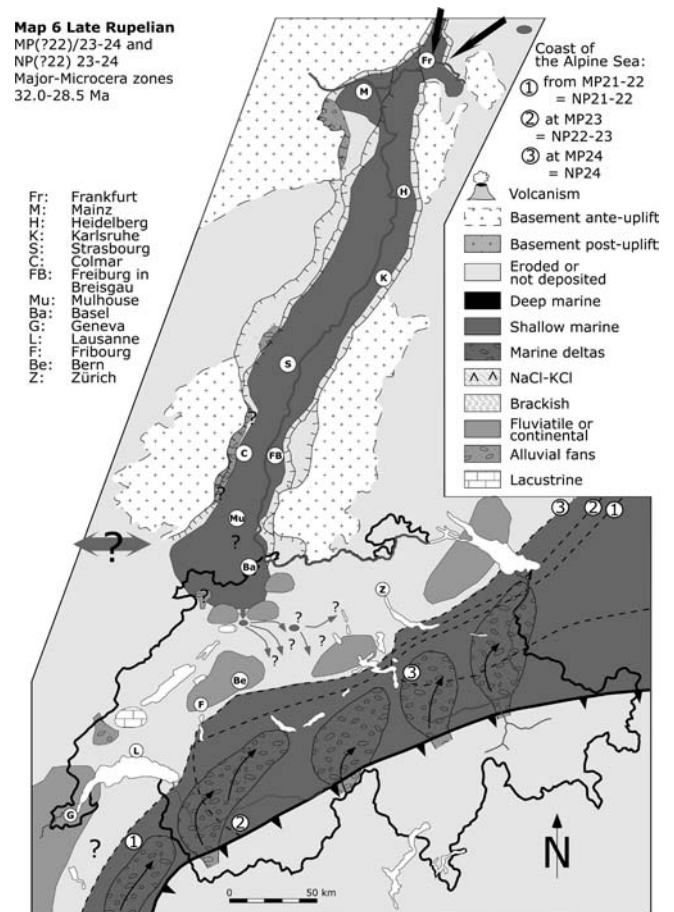 Map 6 Late Rupelian
MP(?22)/23-24 and
NP(??) 23-24
Major-Microcera zones
32.0-28.5 Ma
Fr: Frankfurt
M: Mainz
H: Heidelberg
K: Karlsruhe
S: Strasbourg
C: Colmar
FB: Freiburg in
Breisgau
Mu: Mulhouse
Ba: Basel
G: Geneva
L: Lausanne
F: Fribourg
Be: Bern
Z: Zürich
Coast of
the Alpine Sea:
① from MP21-22
= NP21-22
② at MP23
= NP22-23
③ at MP24
= NP24
Volcanism
Basement ante-uplift
Basement post-uplift
Eroded or
not deposited
Deep marine
Shallow marine
Marine deltas
NaCl-KCl
Brackish
Fluviatile or
continental
Alluvial fans
Lacustrine
Fr
M
H
K
S
?
C
FB
?
Mu
?
?
Ba
③ ② ①
?
Z
?
?
?
?
?
③
Be
F
L
G
?
①
②
N
0 50 km